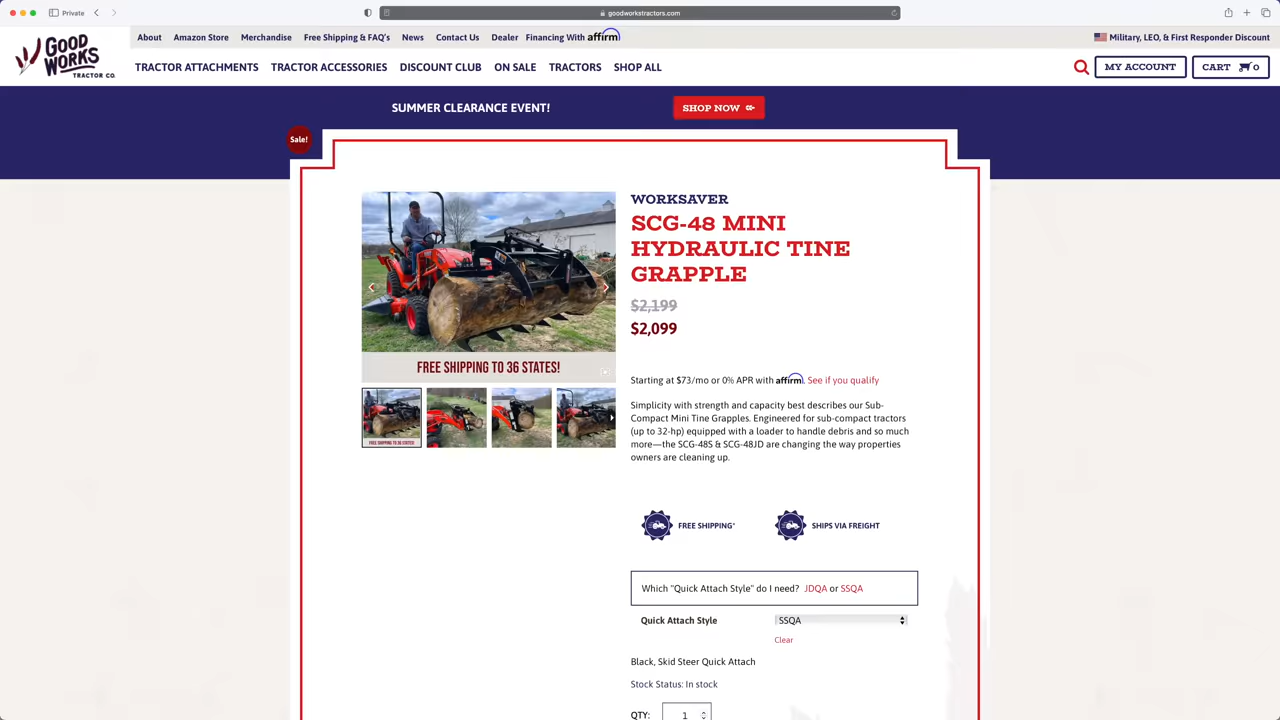 Private
goodworkstractors.com
GOOD
WORKS
TRACTOR CO.
About
Amazon Store
Merchandise
Free Shipping & FAQ's
News
Contact Us
Dealer
Financing With affirm
Military, LEO, & First Responder Discount
TRACTOR ATTACHMENTS
TRACTOR ACCESSORIES
DISCOUNT CLUB
ON SALE
TRACTORS
SHOP ALL
MY ACCOUNT
CART 0
SUMMER CLEARANCE EVENT!
SHOP NOW
Sale!
FREE SHIPPING TO 36 STATES!
FREE SHIPPING TO 36 STATES!
WORKSAVER
SCG-48 MINI
HYDRAULIC TINE
GRAPPLE
$2,199
$2,099
Starting at $73/mo or 0% APR with affirm. See if you qualify
Simplicity with strength and capacity best describes our Sub-
Compact Mini Tine Grapples. Engineered for sub-compact tractors
(up to 32-hp) equipped with a loader to handle debris and so much
more—the SCG-48S & SCG-48JD are changing the way properties
owners are cleaning up.
FREE SHIPPING*
SHIPS VIA FREIGHT
Which "Quick Attach Style" do I need? JDQA or SSQA
Quick Attach Style
SSQA
Clear
Black, Skid Steer Quick Attach
Stock Status: In stock
QTY: 1